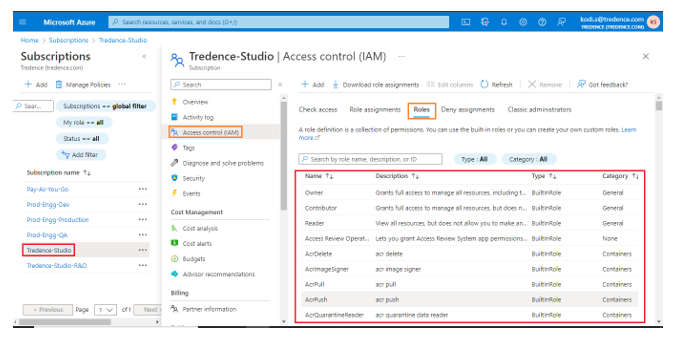 Microsoft Azure
Search resources, services, and docs (G+/)
kodi.s@tredence.com
TREDENCE (TREDENCE.COM)
KS
Home > Subscriptions > Tredence-Studio
Subscriptions
«
Tredence (tredence.com)
+ Add
Manage Policies
...
Sear...
Subscriptions == global filter
My role == all
Status == all
Add filter
Subscription name ↑↓
Pay-As-You-Go
...
Prod-Engg-Dev
...
Prod-Engg-Production
...
Prod-Engg-QA
...
Tredence-Studio
...
Tredence-Studio-R&D
...
< Previous
Page
1
of 1
Next
Tredence-Studio | Access control (IAM)
...
Subscription
Search
«
Overview
Activity log
Access control (IAM)
Tags
Diagnose and solve problems
Security
Events
Cost Management
Cost analysis
Cost alerts
Budgets
Advisor recommendations
Billing
Partner information
+ Add
Download role assignments
Edit columns
Refresh
Remove
Got feedback?
Check access
Role assignments
Roles
Deny assignments
Classic administrators
A role definition is a collection of permissions. You can use the built-in roles or you can create your own custom roles. Learn
more
Search by role name, description, or ID
Type : All
Category : All
Name ↑↓ Description ↑↓ Type ↑↓ Category ↑↓
Owner Grants full access to manage all resources, including t... BuiltInRole General
Contributor Grants full access to manage all resources, but does n... BuiltInRole General
Reader View all resources, but does not allow you to make an... BuiltInRole General
Access Review Operat... Lets you grant Access Review System app permissions... BuiltInRole None
AcrDelete acr delete BuiltInRole Containers
AcrImageSigner acr image signer BuiltInRole Containers
AcrPull acr pull BuiltInRole Containers
AcrPush acr push BuiltInRole Containers
AcrQuarantineReader acr quarantine data reader BuiltInRole Containers